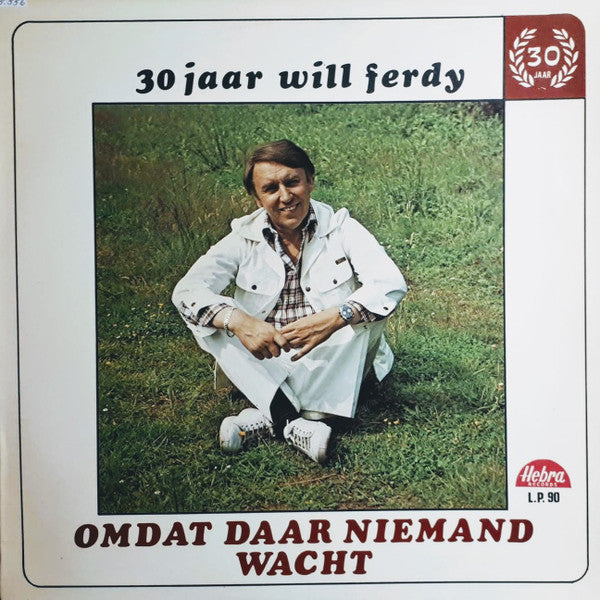 30 jaar will ferdy
30
JAAR
Hebra
RECORDS
L.P. 90
OMDAT DAAR NIEMAND
WACHT